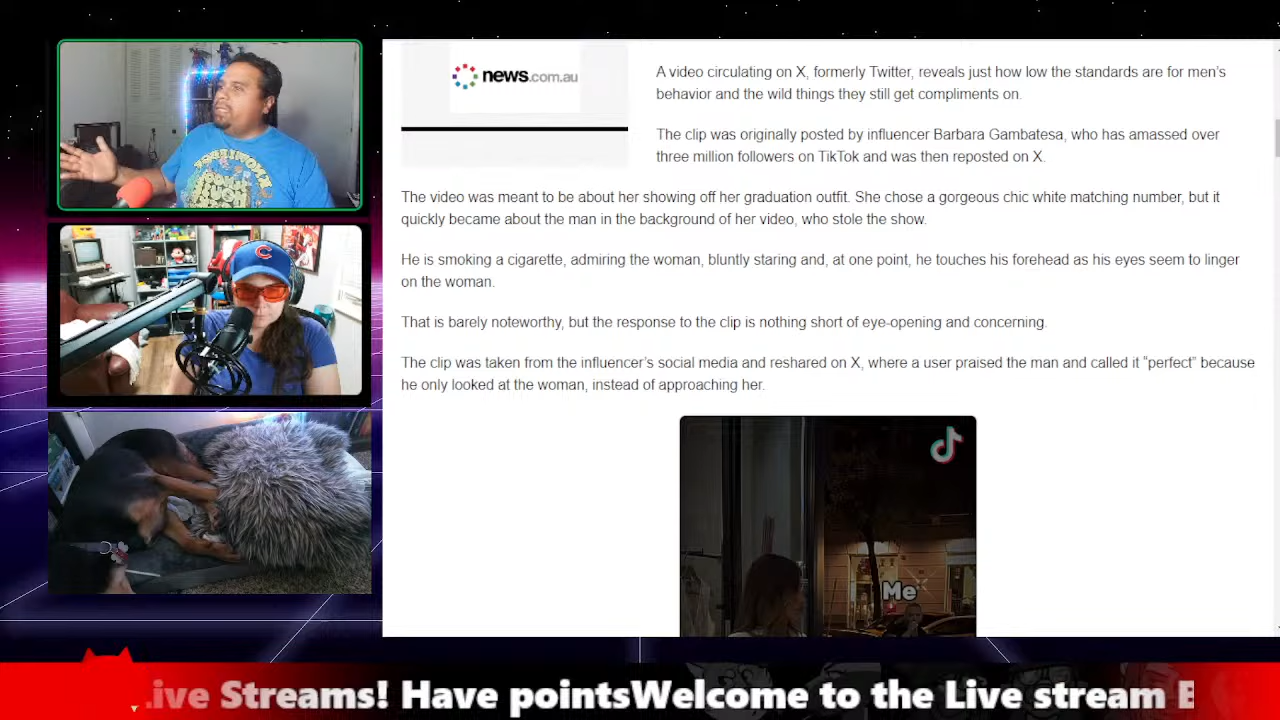 news.com.au
A video circulating on X, formerly Twitter, reveals just how low the standards are for men's
behavior and the wild things they still get compliments on.
The clip was originally posted by influencer Barbara Gambatesa, who has amassed over
three million followers on TikTok and was then reposted on X.
The video was meant to be about her showing off her graduation outfit. She chose a gorgeous chic white matching number, but it
quickly became about the man in the background of her video, who stole the show.
He is smoking a cigarette, admiring the woman, bluntly staring and, at one point, he touches his forehead as his eyes seem to linger
on the woman.
That is barely noteworthy, but the response to the clip is nothing short of eye-opening and concerning.
The clip was taken from the influencer's social media and reshared on X, where a user praised the man and called it “perfect” because
he only looked at the woman, instead of approaching her.
Me
C
ive Streams! Have pointsWelcome to the Live stream